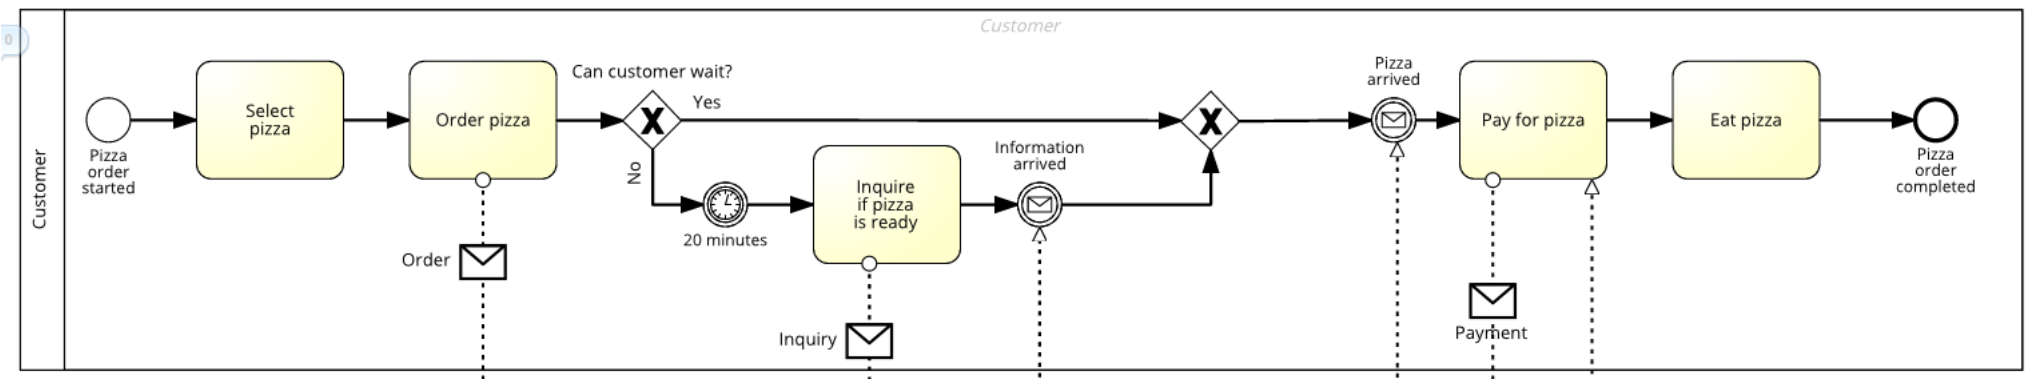 Customer
0
Customer
Pizza
order
started
Select
pizza
Order pizza
Order
Can customer wait?
Yes
No
20 minutes
Inquire
if pizza
is ready
Inquiry
Information
arrived
Pizza
arrived
Pay for pizza
Payment
Eat pizza
Pizza
order
completed